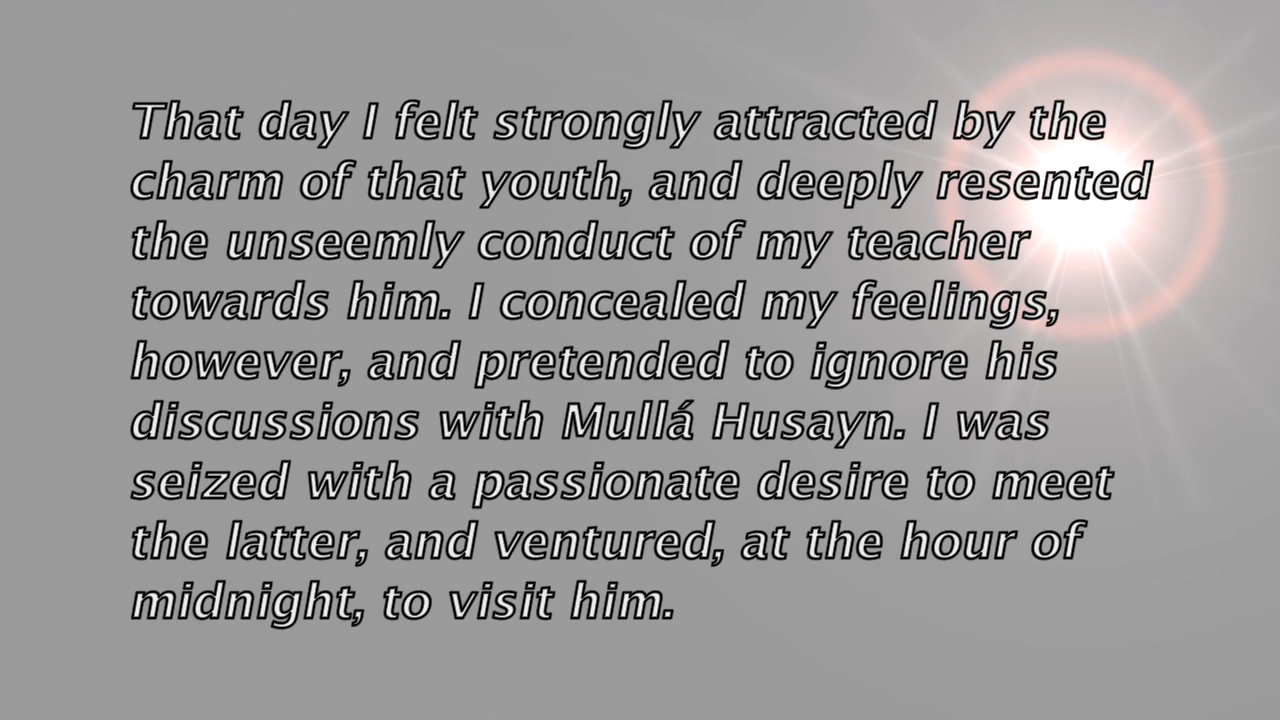 That day I felt strongly attracted by the
charm of that youth, and deeply resented
the unseemly conduct of my teacher
towards him. I concealed my feelings,
however, and pretended to ignore his
discussions with Mullá Husayn. I was
seized with a passionate desire to meet
the latter, and ventured, at the hour of
midnight, to visit him.